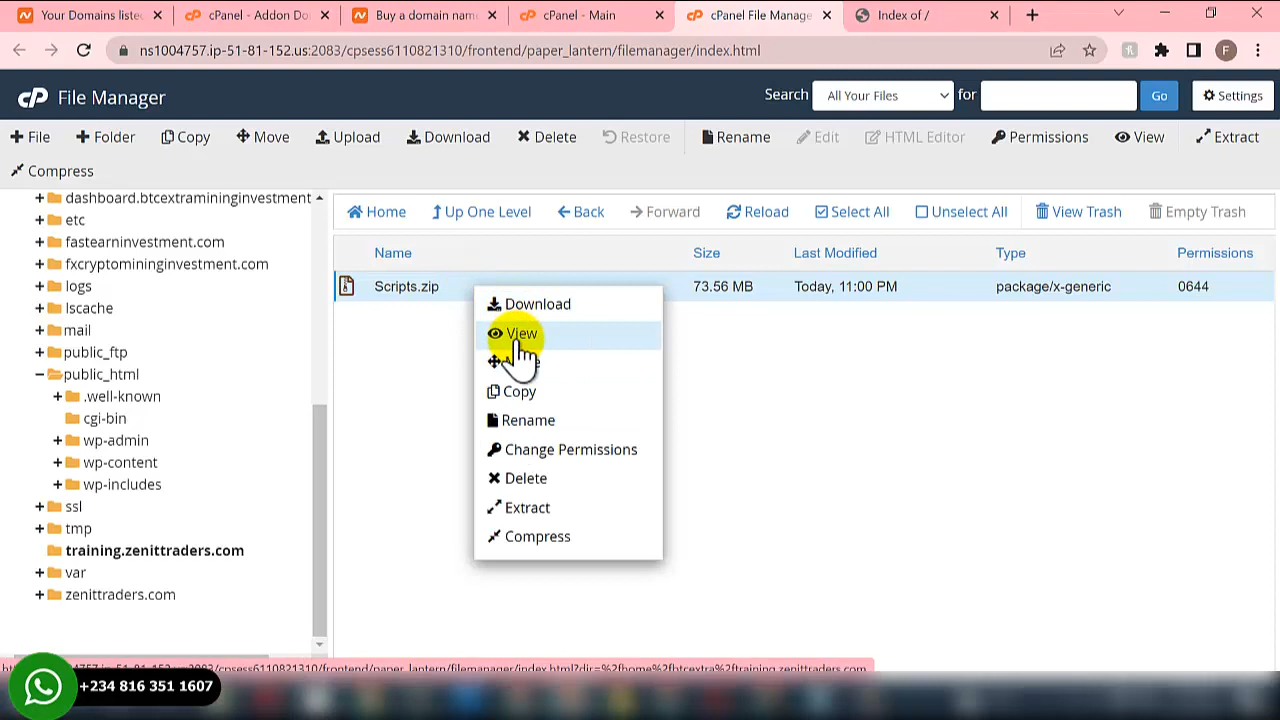 Your Domains listed
cPanel - Addon Do
Buy a domain name
cPanel - Main
cPanel File Manage
Index of /
ns1004757.ip-51-81-152.us:2083/cpsess6110821310/frontend/paper_lantern/filemanager/index.html
F
cP File Manager
Search All Your Files for Go Settings
File Folder Copy Move Upload Download Delete Restore Rename Edit HTML Editor Permissions View Extract
Compress
dashboard.btcextramininginvestment
etc
fastearninvestment.com
fxcryptomininginvestment.com
logs
lscache
mail
public_ftp
public_html
.well-known
cgi-bin
wp-admin
wp-content
wp-includes
ssl
tmp
training.zenittraders.com
var
zenittraders.com
Home Up One Level Back Forward Reload Select All Unselect All View Trash Empty Trash
Name Size Last Modified Type Permissions
Scripts.zip 73.56 MB Today, 11:00 PM package/x-generic 0644
Download
View
Copy
Rename
Change Permissions
Delete
Extract
Compress
+234 816 351 1607